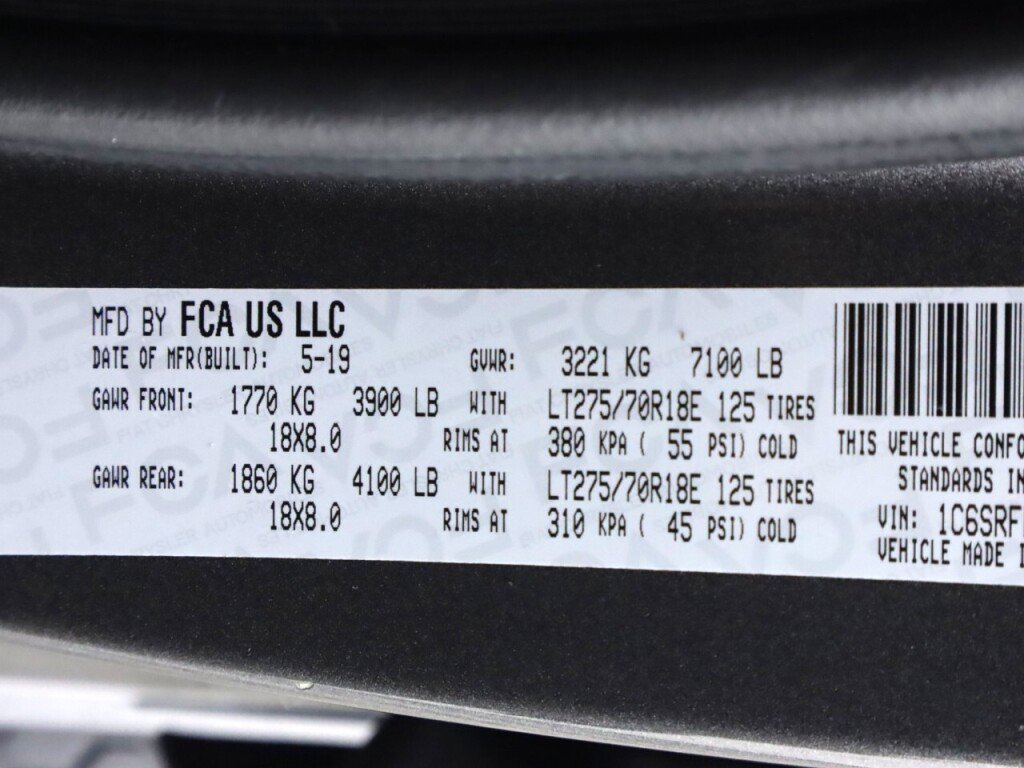 MFD BY FCA US LLC
DATE OF MFR(BUILT): 5-19 GVWR: 3221 KG 7100 LB
GAWR FRONT: 1770 KG 3900 LB WITH LT275/70R18E 125 TIRES
18X8.0 RIMS AT 380 KPA ( 55 PSI) COLD
GAWR REAR: 1860 KG 4100 LB WITH LT275/70R18E 125 TIRES
18X8.0 RIMS AT 310 KPA ( 45 PSI) COLD
THIS VEHICLE CONFO
STANDARDS IN
VIN: 1C6SRF
VEHICLE MADE I